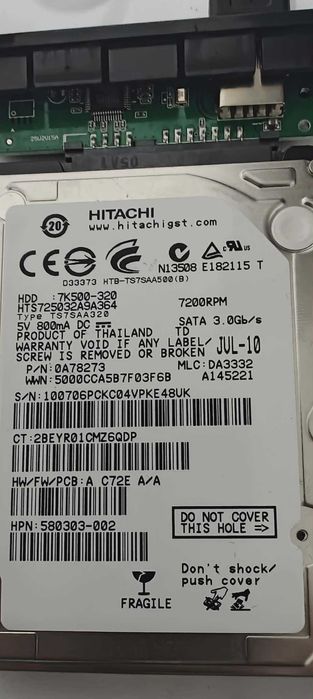 20
HITACHI
www.hitachigst.com
N13508 E182115 T
D33373 HTB-TS7SAA500(B)
HDD :7K500-320
HTS725032A9A364 7200RPM
Type TS7SAA320
5V 800mA DC SATA 3.0Gb/s
PRODUCT OF THAILAND TD
WARRANTY VOID IF ANY LABEL/
SCREW IS REMOVED OR BROKEN JUL-10
P/N:0A78273 MLC:DA3332
WWN:5000CCA5B7F03F6B A145221
S/N:100706PCKC04VPKE48UK
CT:2BEYR01CMZ6QDP
HW/FW/PCB:A C72E A/A
HPN:580303-002
DO NOT COVER
THIS HOLE =>
Don't shock/
push cover
FRAGILE